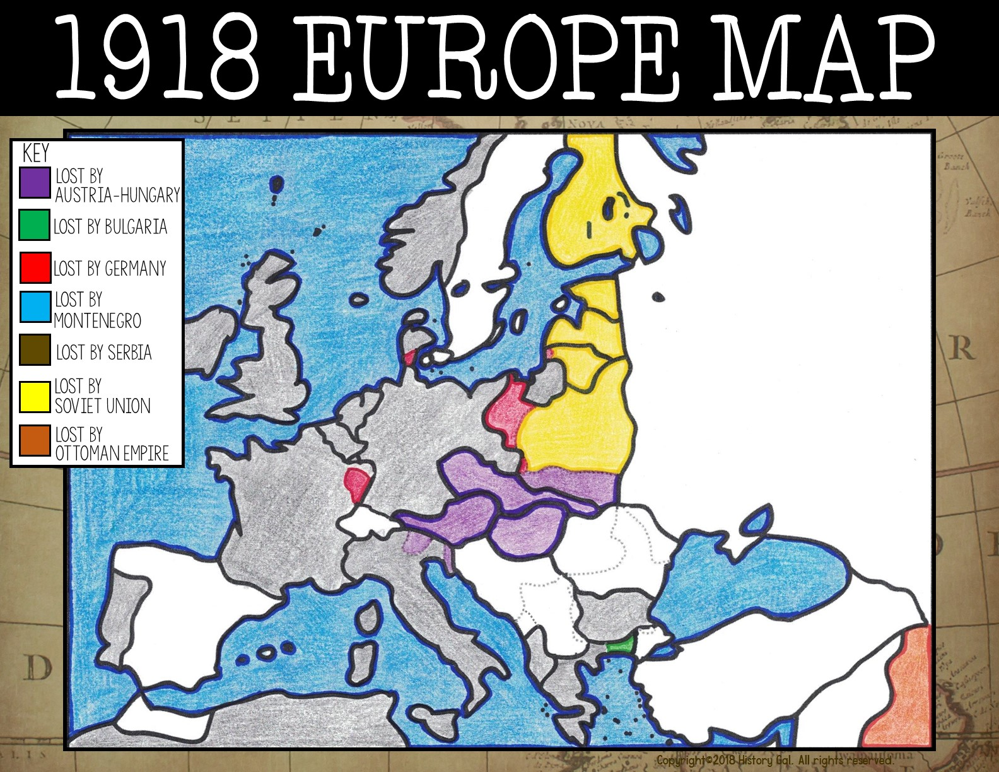 1918 EUROPE MAP
KEY
LOST BY
AUSTRIA-HUNGARY
LOST BY BULGARIA
LOST BY GERMANY
LOST BY
MONTENEGRO
LOST BY SERBIA
LOST BY
SOVIET UNION
LOST BY
OTTOMAN EMPIRE
NOVA
R
D
Copyright©2018 History Gal. All rights reserved.